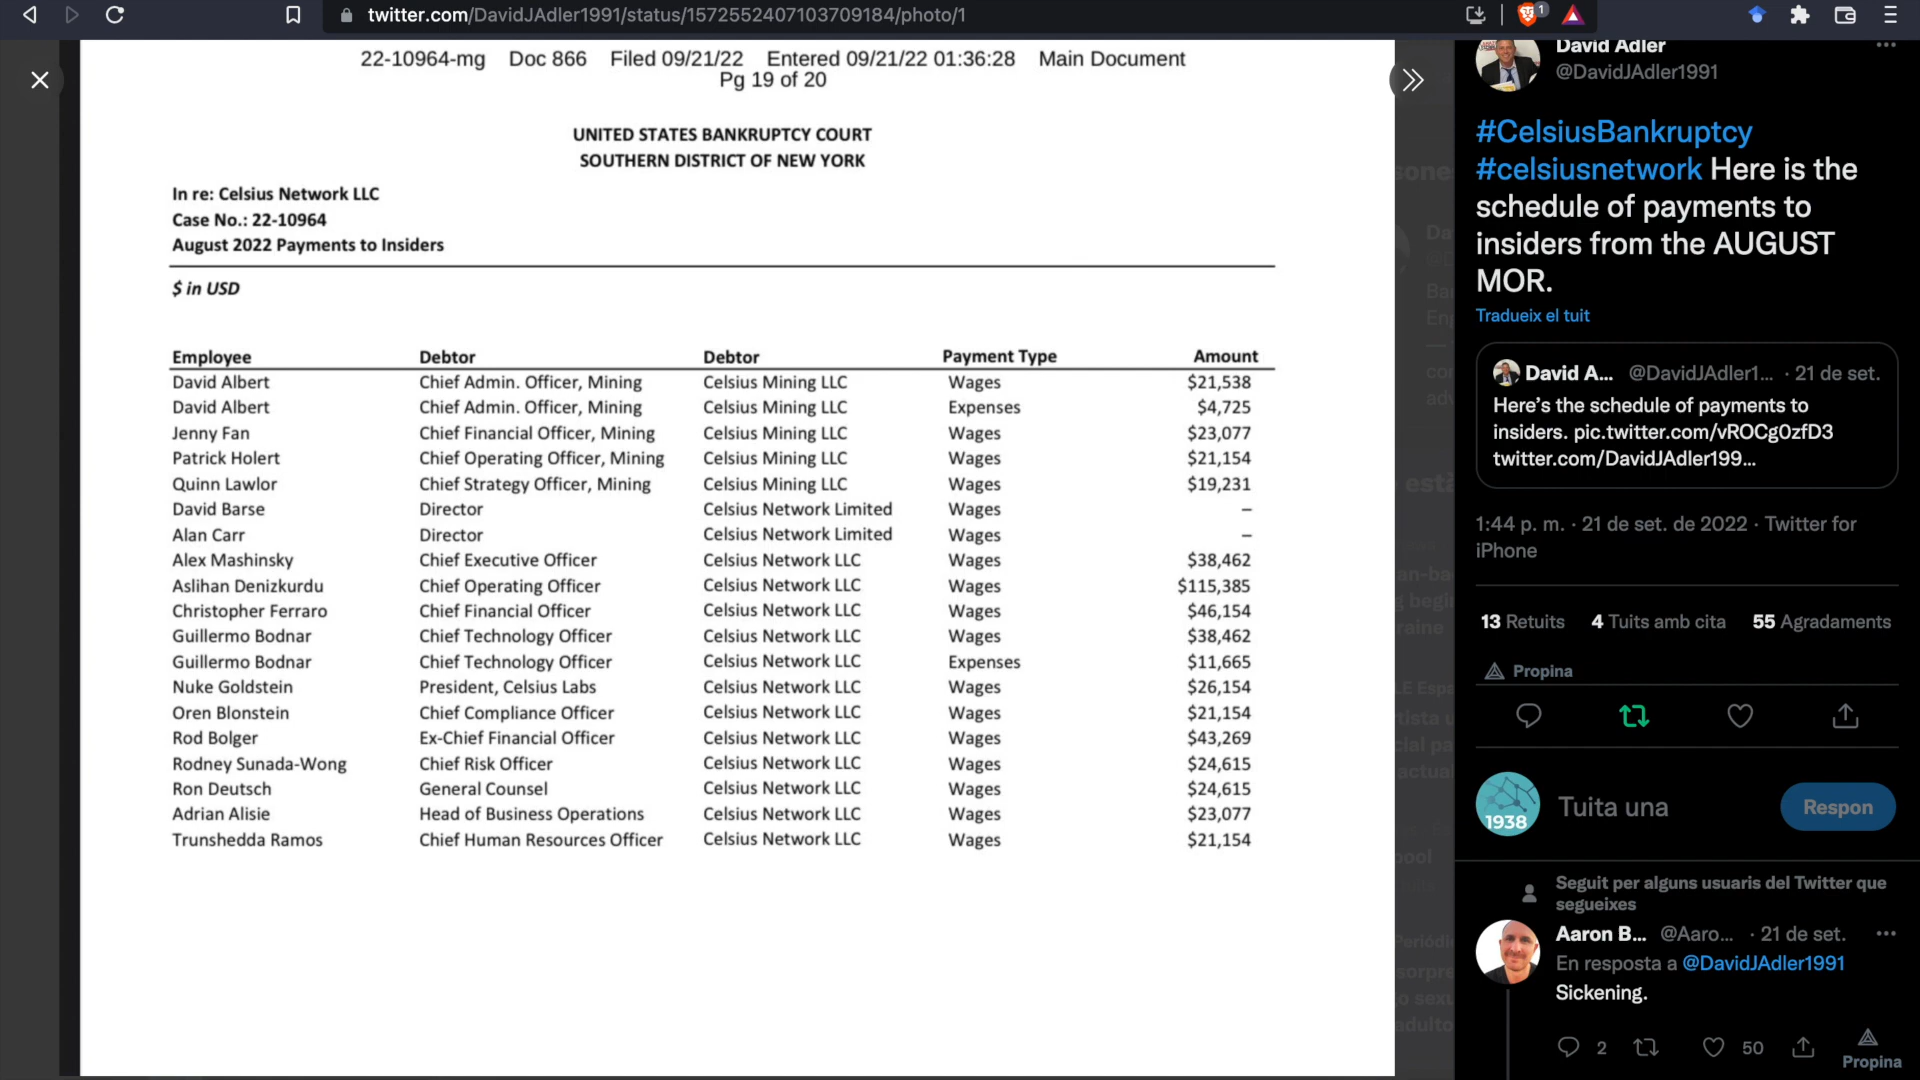 twitter.com/DavidJAdler1991/status/1572552407103709184/photo/1
1
22-10964-mg Doc 866 Filed 09/21/22 Entered 09/21/22 01:36:28 Main Document
Pg 19 of 20
UNITED STATES BANKRUPTCY COURT
SOUTHERN DISTRICT OF NEW YORK
In re: Celsius Network LLC
Case No.: 22-10964
August 2022 Payments to Insiders
$ in USD
Employee Debtor Debtor Payment Type Amount
David Albert Chief Admin. Officer, Mining Celsius Mining LLC Wages $21,538
David Albert Chief Admin. Officer, Mining Celsius Mining LLC Expenses $4,725
Jenny Fan Chief Financial Officer, Mining Celsius Mining LLC Wages $23,077
Patrick Holert Chief Operating Officer, Mining Celsius Mining LLC Wages $21,154
Quinn Lawlor Chief Strategy Officer, Mining Celsius Mining LLC Wages $19,231
David Barse Director Celsius Network Limited Wages –
Alan Carr Director Celsius Network Limited Wages –
Alex Mashinsky Chief Executive Officer Celsius Network LLC Wages $38,462
Aslihan Denizkurdu Chief Operating Officer Celsius Network LLC Wages $115,385
Christopher Ferraro Chief Financial Officer Celsius Network LLC Wages $46,154
Guillermo Bodnar Chief Technology Officer Celsius Network LLC Wages $38,462
Guillermo Bodnar Chief Technology Officer Celsius Network LLC Expenses $11,665
Nuke Goldstein President, Celsius Labs Celsius Network LLC Wages $26,154
Oren Blonstein Chief Compliance Officer Celsius Network LLC Wages $21,154
Rod Bolger Ex-Chief Financial Officer Celsius Network LLC Wages $43,269
Rodney Sunada-Wong Chief Risk Officer Celsius Network LLC Wages $24,615
Ron Deutsch General Counsel Celsius Network LLC Wages $24,615
Adrian Alisie Head of Business Operations Celsius Network LLC Wages $23,077
Trunshedda Ramos Chief Human Resources Officer Celsius Network LLC Wages $21,154
David Adler
@DavidJAdler1991
#CelsiusBankruptcy
#celsiusnetwork Here is the
schedule of payments to
insiders from the AUGUST
MOR.
Tradueix el tuit
David A... @DavidJAdler1... · 21 de set.
Here's the schedule of payments to
insiders. pic.twitter.com/vROCg0zfD3
twitter.com/DavidJAdler199...
1:44 p. m. · 21 de set. de 2022 · Twitter for
iPhone
13 Retuits 4 Tuits amb cita 55 Agradaments
Propina
1938
Tuita una
Respon
Seguit per alguns usuaris del Twitter que
segueixes
Aaron B... @Aaro... · 21 de set.
En resposta a @DavidJAdler1991
Sickening.
2 50
Propina